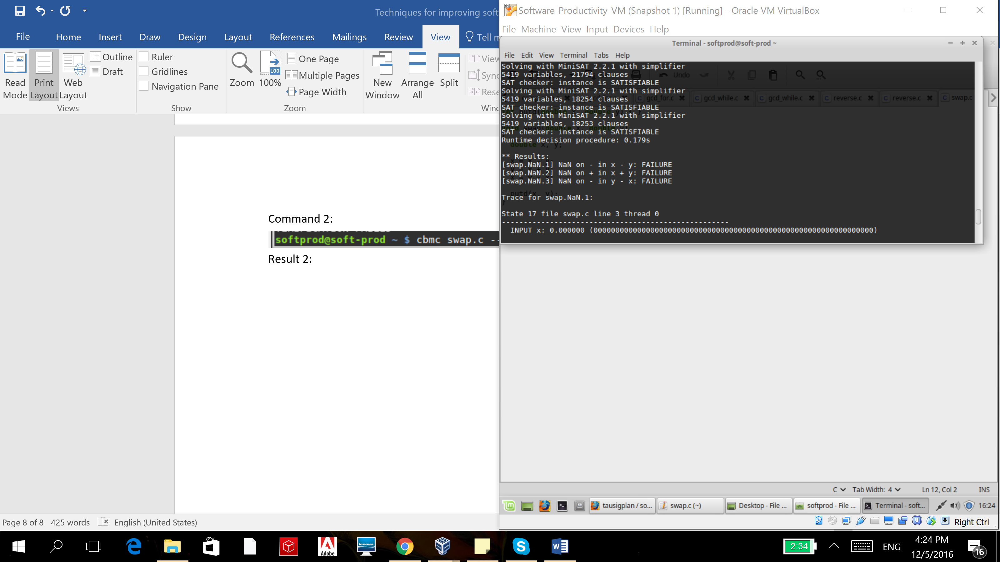 Techniques for improving soft
File Home Insert Draw Design Layout References Mailings Review View Tell m
Read Mode
Print Layout
Web Layout
Outline
Draft
Views
Ruler
Gridlines
Navigation Pane
Show
Zoom
100
100%
One Page
Multiple Pages
Page Width
Zoom
New Window
Arrange All
Split
View
Sync
Rese
Wind
Command 2:
softprod@soft-prod ~ $ cbmc swap.c --
Result 2:
Page 8 of 8 425 words English (United States)
64
Software-Productivity-VM (Snapshot 1) [Running] - Oracle VM VirtualBox
File Machine View Input Devices Help
Terminal - softprod@soft-prod ~
File Edit View Terminal Tabs Help
Solving with MiniSAT 2.2.1 with simplifier
5419 variables, 21794 clauses
SAT checker: instance is SATISFIABLE
Solving with MiniSAT 2.2.1 with simplifier
5419 variables, 18254 clauses
SAT checker: instance is SATISFIABLE
Solving with MiniSAT 2.2.1 with simplifier
5419 variables, 18253 clauses
SAT checker: instance is SATISFIABLE
Runtime decision procedure: 0.179s
** Results:
[swap.NaN.1] NaN on - in x - y: FAILURE
[swap.NaN.2] NaN on + in x + y: FAILURE
[swap.NaN.3] NaN on - in y - x: FAILURE
Trace for swap.NaN.1:
State 17 file swap.c line 3 thread 0
----------------------------------------------------
INPUT x: 0.000000 (0000000000000000000000000000000000000000000000000000000000000000)
Undo
gcd_for.c gcd_while.c gcd_while.c reverse.c reverse.c swap.c
double x, y;
putd(x, y);
C Tab Width: 4 Ln 12, Col 2 INS
tausigplan / so... swap.c (~) Desktop - File ... softprod - File ... Terminal - soft... 16:24
Right Ctrl
Adobe
lenovo
2:34 ENG 4:24 PM
12/5/2016
16